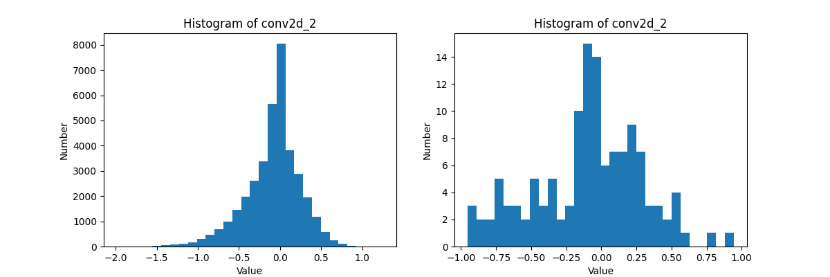 Histogram of conv2d_2
Number
8000
7000
6000
5000
4000
3000
2000
1000
0
−2.0 −1.5 −1.0 −0.5 0.0 0.5 1.0
Value
Histogram of conv2d_2
Number
14
12
10
8
6
4
2
0
−1.00 −0.75 −0.50 −0.25 0.00 0.25 0.50 0.75 1.00
Value